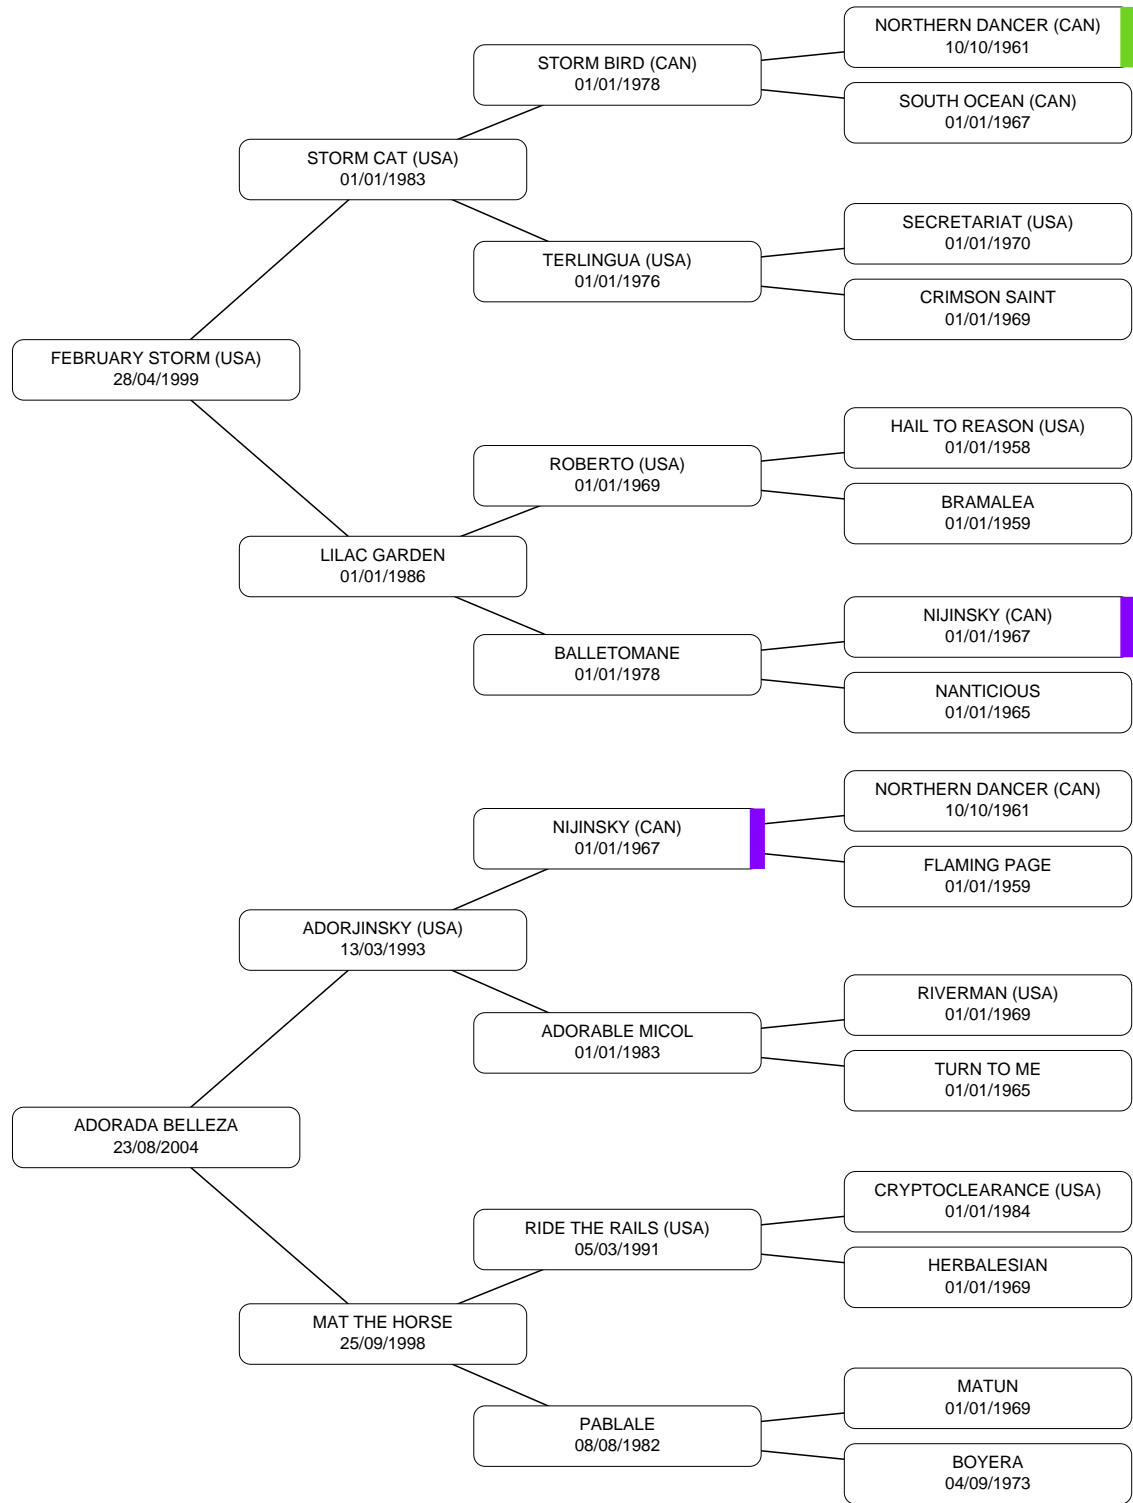 NORTHERN DANCER (CAN)
10/10/1961
STORM BIRD (CAN)
01/01/1978
SOUTH OCEAN (CAN)
01/01/1967
STORM CAT (USA)
01/01/1983
SECRETARIAT (USA)
01/01/1970
TERLINGUA (USA)
01/01/1976
CRIMSON SAINT
01/01/1969
FEBRUARY STORM (USA)
28/04/1999
HAIL TO REASON (USA)
01/01/1958
ROBERTO (USA)
01/01/1969
BRAMALEA
01/01/1959
LILAC GARDEN
01/01/1986
NIJINSKY (CAN)
01/01/1967
BALLETOMANE
01/01/1978
NANTICIOUS
01/01/1965
NORTHERN DANCER (CAN)
10/10/1961
NIJINSKY (CAN)
01/01/1967
FLAMING PAGE
01/01/1959
ADORJINSKY (USA)
13/03/1993
RIVERMAN (USA)
01/01/1969
ADORABLE MICOL
01/01/1983
TURN TO ME
01/01/1965
ADORADA BELLEZA
23/08/2004
CRYPTOCLEARANCE (USA)
01/01/1984
RIDE THE RAILS (USA)
05/03/1991
HERBALESIAN
01/01/1969
MAT THE HORSE
25/09/1998
MATUN
01/01/1969
PABLALE
08/08/1982
BOYERA
04/09/1973